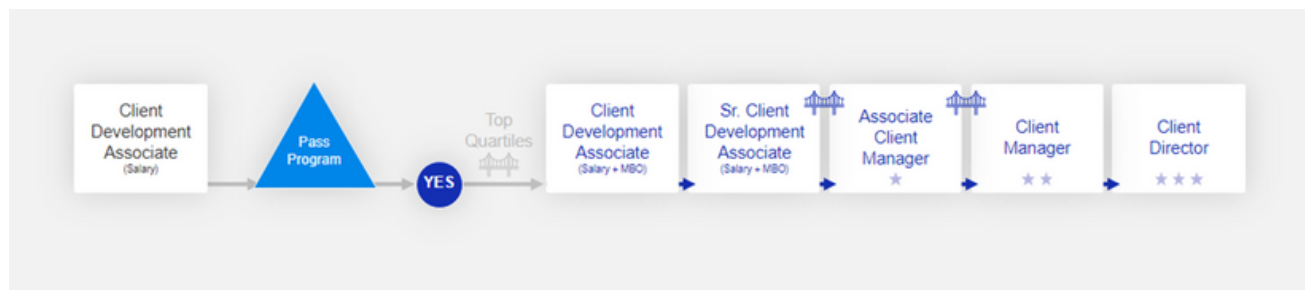 Client
Development
Associate
(Salary)
Pass
Program
YES
Top
Quartiles
Client
Development
Associate
(Salary + MBO)
Sr. Client
Development
Associate
(Salary + MBO)
Associate
Client
Manager
Client
Manager
Client
Director